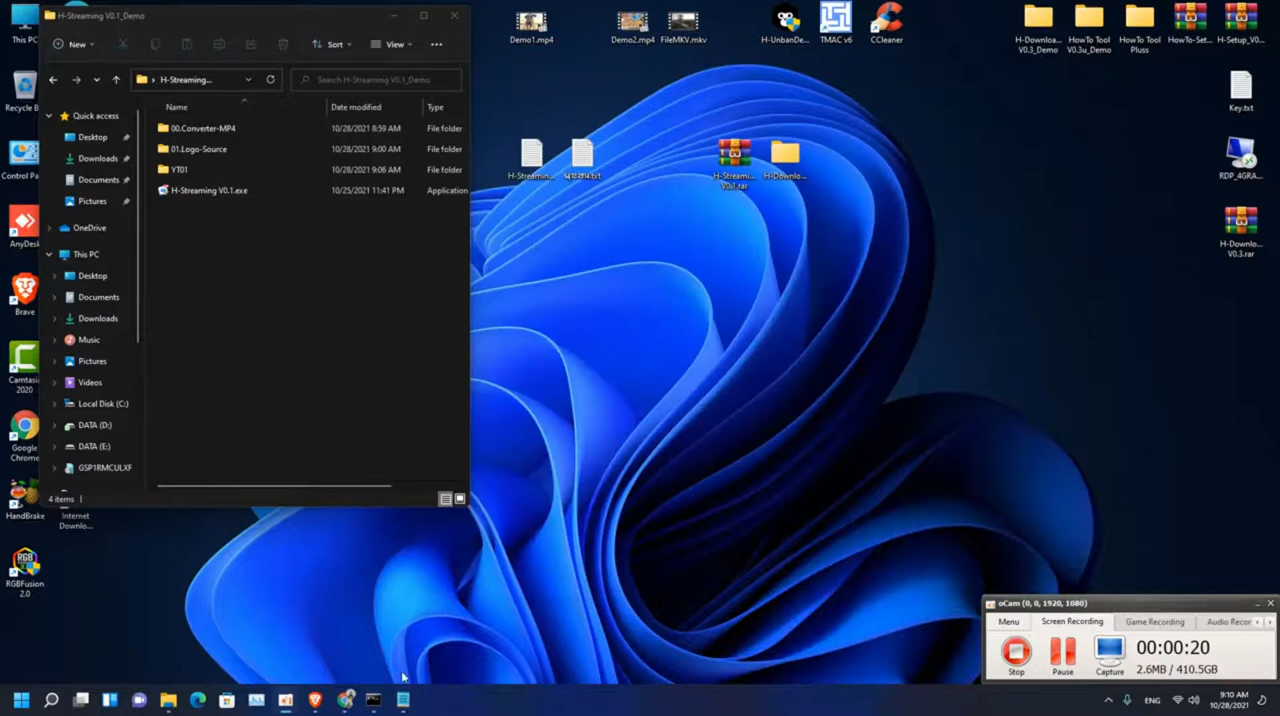 H-Streaming V0.1_Demo
New
Sort
View
H-Streaming...
Search H-Streaming V0.1_Demo
Name
Date modified
Type
Quick access
Desktop
Downloads
Documents
Pictures
OneDrive
This PC
Desktop
Documents
Downloads
Music
Pictures
Videos
Local Disk (C:)
DATA (D:)
DATA (E:)
GSP1RMCULXF
00.Converter-MP4 10/28/2021 8:59 AM File folder
01.Logo-Source 10/28/2021 9:00 AM File folder
YT01 10/28/2021 9:06 AM File folder
H-Streaming V0.1.exe 10/25/2021 11:41 PM Application
4 items
This PC
Recycle B
Control Pa
AnyDesk
Brave
Camtasia
2020
Google
Chrome
HandBrake
Internet
Downlo...
RGBFusion
2.0
Demo1.mp4
Demo2.mp4
FileMKV.mkv
H-UnbanDe...
TMAC v6
CCleaner
H-Downloa...
V0.3_Demo
HowTo Tool
V0.3u_Demo
HowTo Tool
Pluss
HowTo-Set...
H-Setup_V0...
Key.txt
RDP_4GRA...
H-Downlo...
V0.3.rar
H-Streamin...
H-Streami...
V0.1.rar
H-Downlo...
oCam (0, 0, 1920, 1080)
Menu
Screen Recording
Game Recording
Audio Recor
Stop
Pause
Capture
00:00:20
2.6MB / 410.5GB
ENG
9:10 AM
10/28/2021